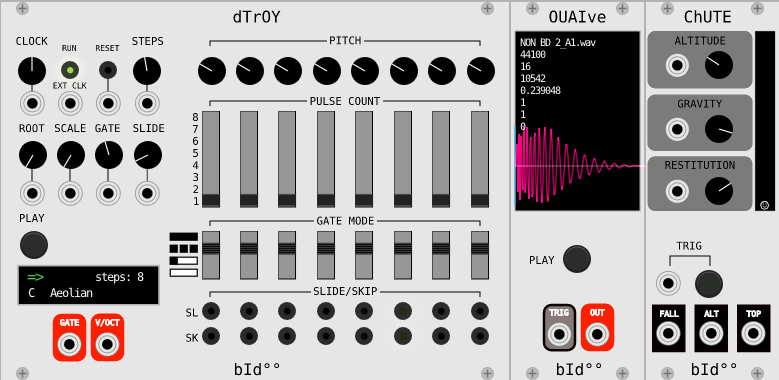 dTrOY
CLOCK
RUN
RESET
STEPS
EXT CLK
ROOT
SCALE
GATE
SLIDE
PLAY
=> steps: 8
C Aeolian
GATE
V/OCT
PITCH
PULSE COUNT
8
7
6
5
4
3
2
1
GATE MODE
SLIDE/SKIP
SL
SK
bId°°
OUAIve
NON BD 2_A1.wav
44100
16
10542
0.239048
1
1
0
PLAY
TRIG
OUT
bId°°
ChUTE
ALTITUDE
GRAVITY
RESTITUTION
TRIG
FALL
ALT
TOP
bId°°